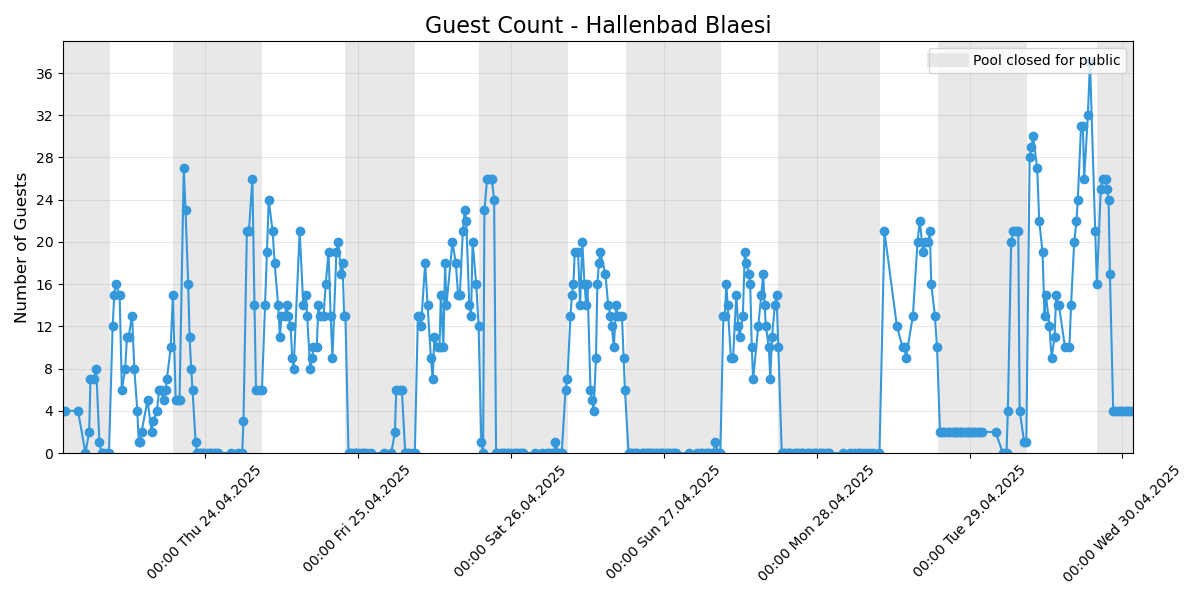 Guest Count - Hallenbad Blaesi
Pool closed for public
Number of Guests
36
32
28
24
20
16
12
8
4
0
00:00 Thu 24.04.2025
00:00 Fri 25.04.2025
00:00 Sat 26.04.2025
00:00 Sun 27.04.2025
00:00 Mon 28.04.2025
00:00 Tue 29.04.2025
00:00 Wed 30.04.2025